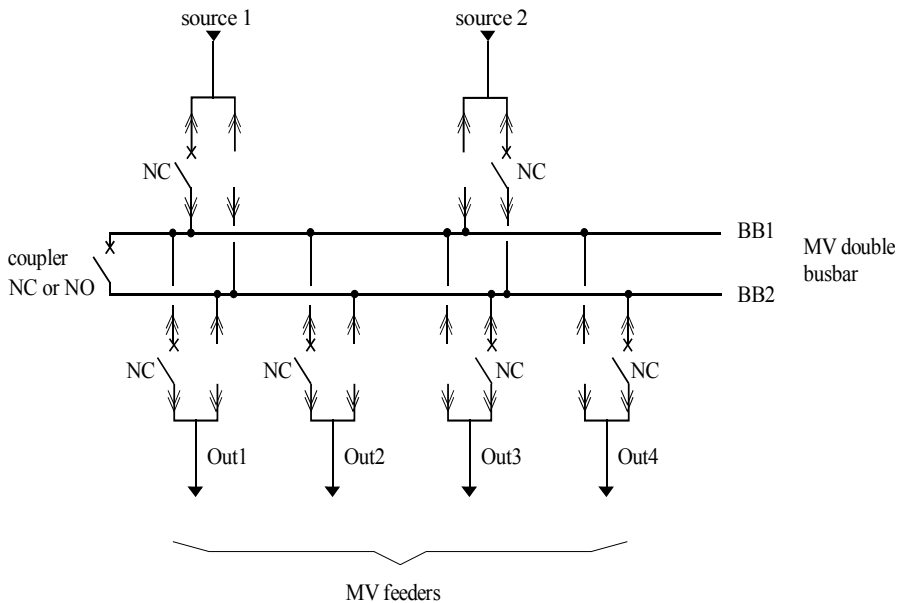 source 1
source 2
NC
NC
BB1
coupler
NC or NO
MV double
busbar
BB2
NC
NC
NC
NC
Out1
Out2
Out3
Out4
MV feeders